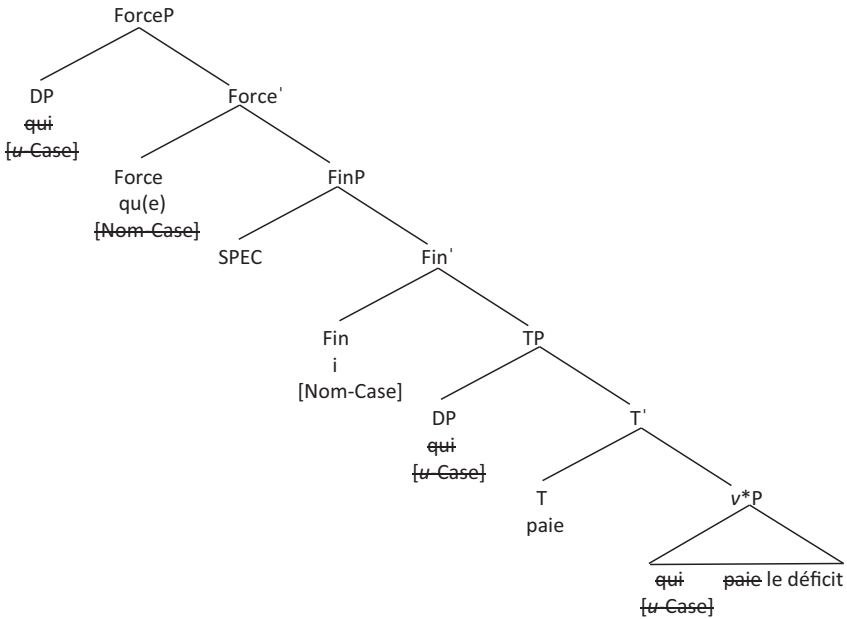 ForceP
DP
Force'
qui
[u-Case]
Force
FinP
qu(e)
[Nom-Case]
SPEC
Fin'
Fin
TP
i
[Nom-Case]
DP
T'
qui
[u-Case]
T
v*P
paie
qui paie le déficit
[u-Case]